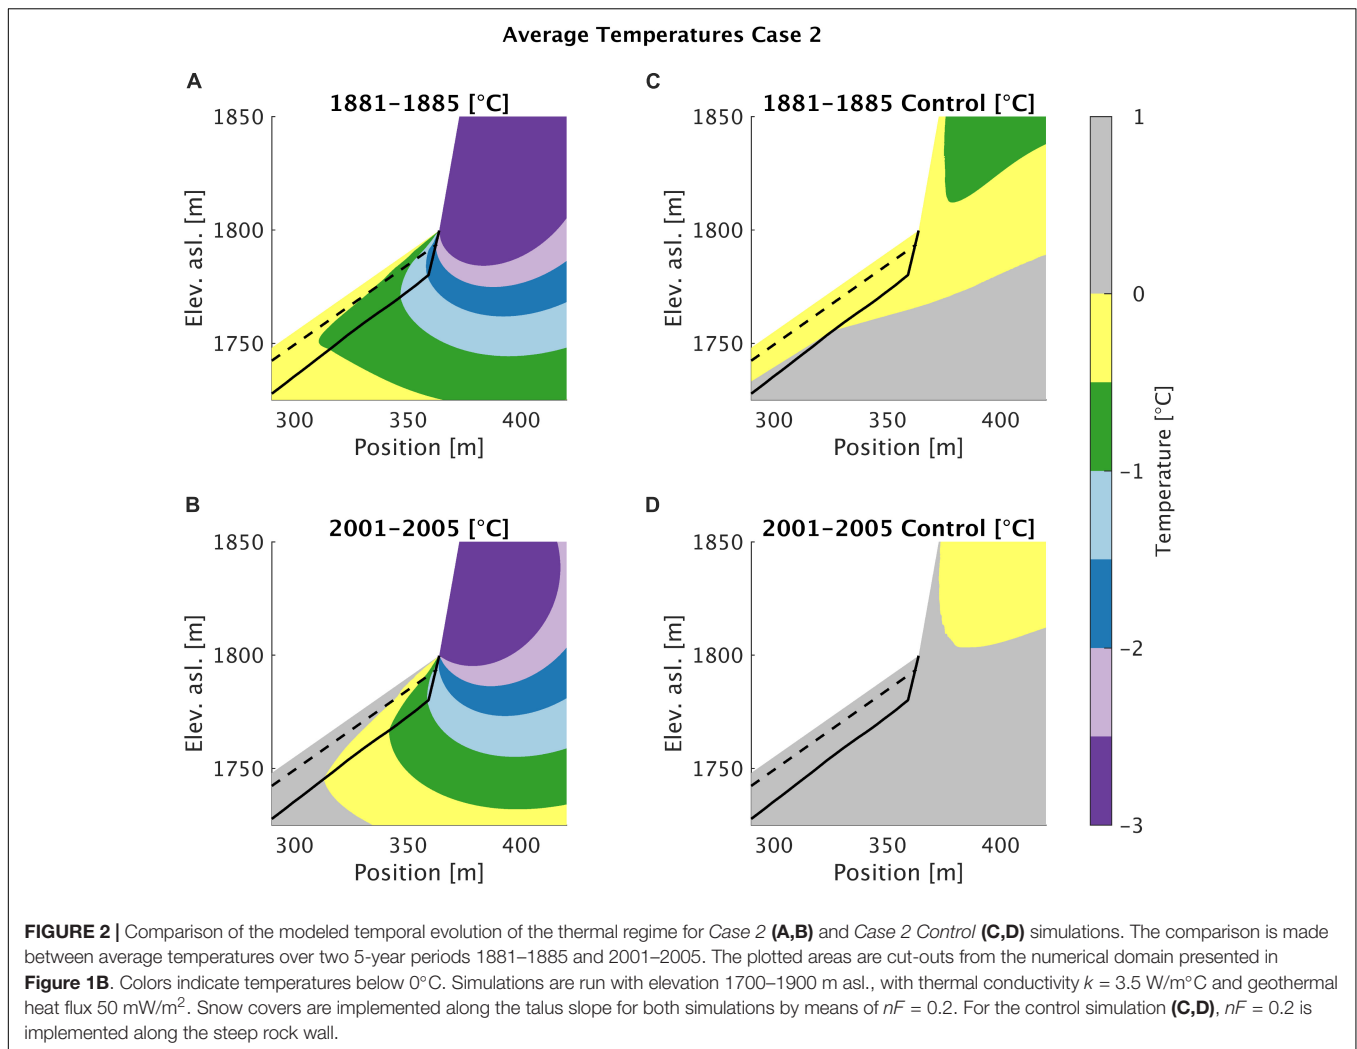 Average Temperatures Case 2
A
1881–1885 [°C]
1850
1800
1750
Elev. asl. [m]
300 350 400
Position [m]
C
1881–1885 Control [°C]
1850
1800
1750
Elev. asl. [m]
300 350 400
Position [m]
1
0
−1
−2
−3
Temperature [°C]
B
2001–2005 [°C]
1850
1800
1750
Elev. asl. [m]
300 350 400
Position [m]
D
2001–2005 Control [°C]
1850
1800
1750
Elev. asl. [m]
300 350 400
Position [m]
FIGURE 2 | Comparison of the modeled temporal evolution of the thermal regime for Case 2 (A,B) and Case 2 Control (C,D) simulations. The comparison is made
between average temperatures over two 5-year periods 1881–1885 and 2001–2005. The plotted areas are cut-outs from the numerical domain presented in
Figure 1B. Colors indicate temperatures below 0°C. Simulations are run with elevation 1700–1900 m asl., with thermal conductivity k = 3.5 W/m°C and geothermal
heat flux 50 mW/m². Snow covers are implemented along the talus slope for both simulations by means of nF = 0.2. For the control simulation (C,D), nF = 0.2 is
implemented along the steep rock wall.